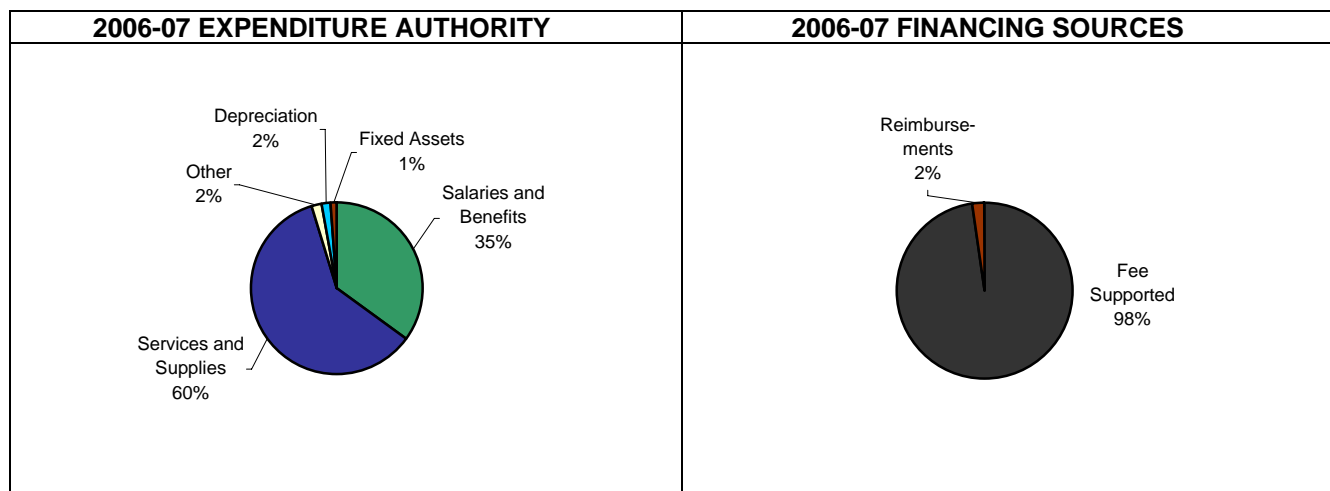 2006-07 EXPENDITURE AUTHORITY
Depreciation
2%
Fixed Assets
1%
Other
2%
Salaries and
Benefits
35%
Services and
Supplies
60%
2006-07 FINANCING SOURCES
Reimburse-
ments
2%
Fee
Supported
98%